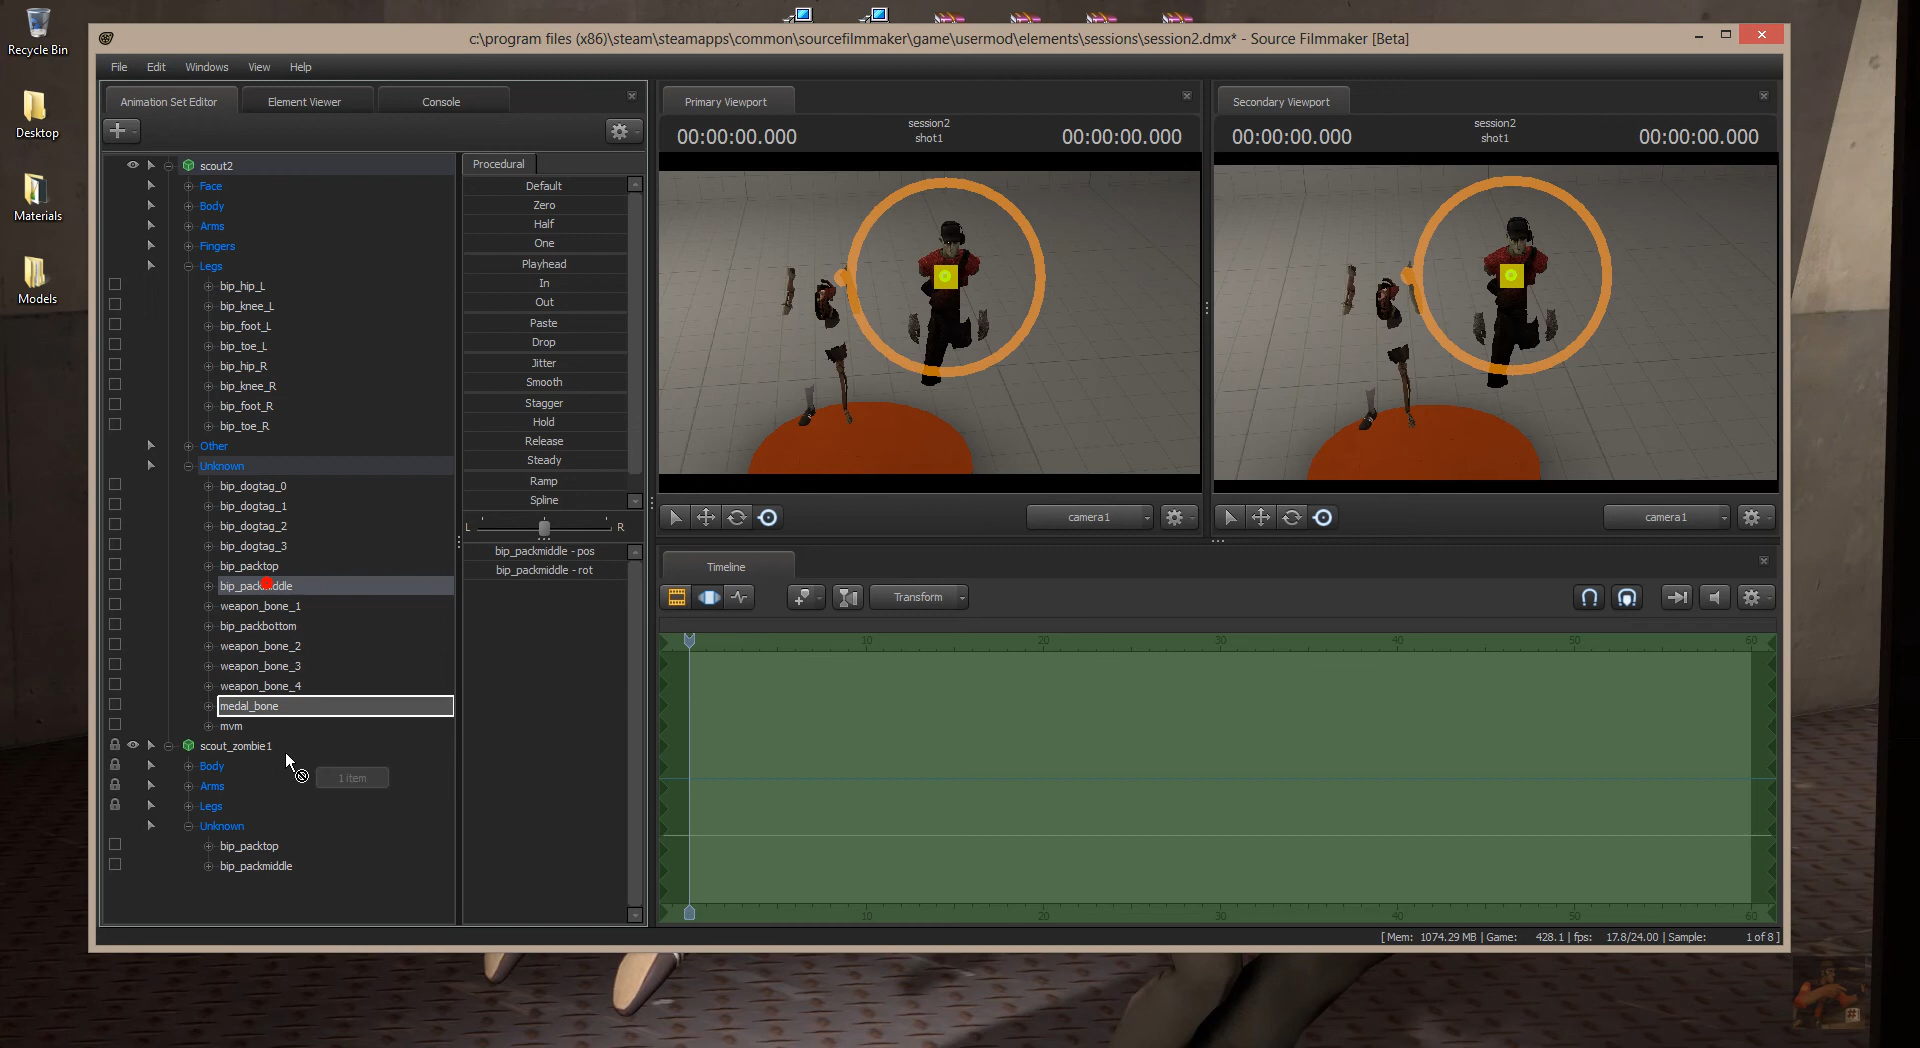 Recycle Bin
Desktop
Materials
Models
c:\program files (x86)\steam\steamapps\common\sourcefilmmaker\game\usermod\elements\sessions\session2.dmx* - Source Filmmaker [Beta]
File Edit Windows View Help
Animation Set Editor Element Viewer Console
scout2
Face
Body
Arms
Fingers
Legs
bip_hip_L
bip_knee_L
bip_foot_L
bip_toe_L
bip_hip_R
bip_knee_R
bip_foot_R
bip_toe_R
Other
Unknown
bip_dogtag_0
bip_dogtag_1
bip_dogtag_2
bip_dogtag_3
bip_packtop
bip_packmiddle
weapon_bone_1
bip_packbottom
weapon_bone_2
weapon_bone_3
weapon_bone_4
medal_bone
mvm
scout_zombie1
Body
Arms
Legs
Unknown
bip_packtop
bip_packmiddle
1 item
Procedural
Default
Zero
Half
One
Playhead
In
Out
Paste
Drop
Jitter
Smooth
Stagger
Hold
Release
Steady
Ramp
Spline
L R
bip_packmiddle - pos
bip_packmiddle - rot
Primary Viewport
session2
00:00:00.000 shot1 00:00:00.000
camera1
Secondary Viewport
session2
00:00:00.000 shot1 00:00:00.000
camera1
Timeline
Transform
10 20 30 40 50 60
10 20 30 40 50 60
[ Mem: 1074.29 MB | Game: 428.1 | fps: 17.8/24.00 | Sample: 1 of 8 ]